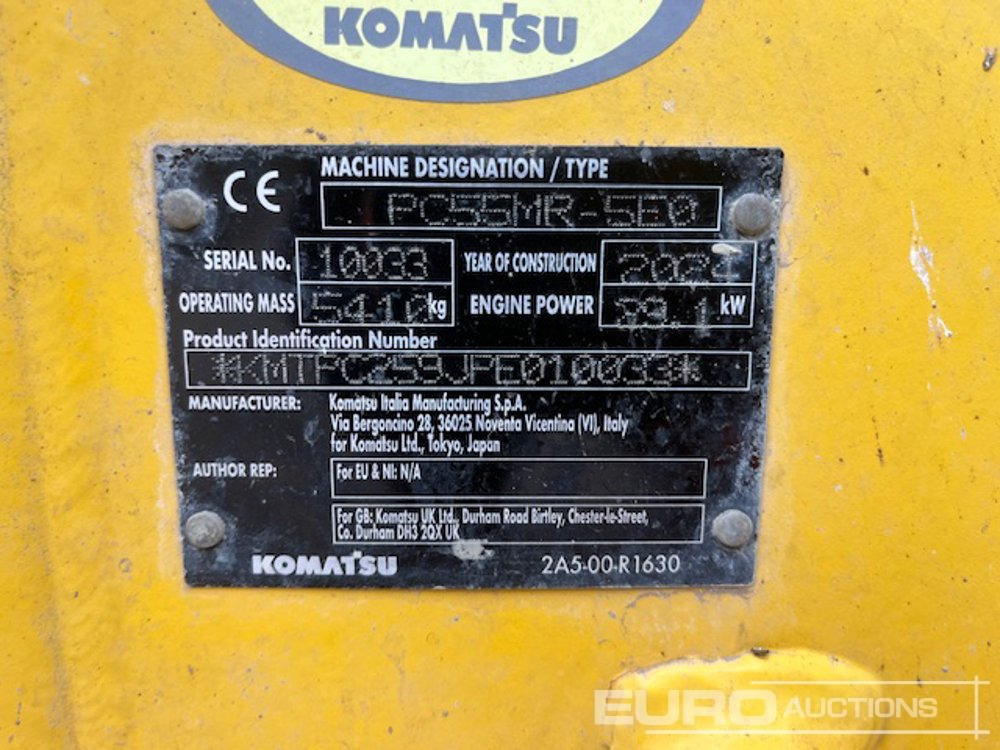 KOMATSU
CE
MACHINE DESIGNATION / TYPE
PC55MR-5E0
SERIAL No. 10033 YEAR OF CONSTRUCTION 2024
OPERATING MASS 5410 kg ENGINE POWER 39.1 kW
Product Identification Number
*KMTPC259JPE010033*
MANUFACTURER: Komatsu Italia Manufacturing S.p.A.
Via Bergoncino 28, 36025 Noventa Vicentina (VI), Italy
for Komatsu Ltd., Tokyo, Japan
AUTHOR REP: For EU & NI: N/A
For GB: Komatsu UK Ltd., Durham Road Birtley, Chester-le-Street,
Co. Durham DH3 2QX UK
KOMATSU 2A5-00-R1630
EURO AUCTIONS